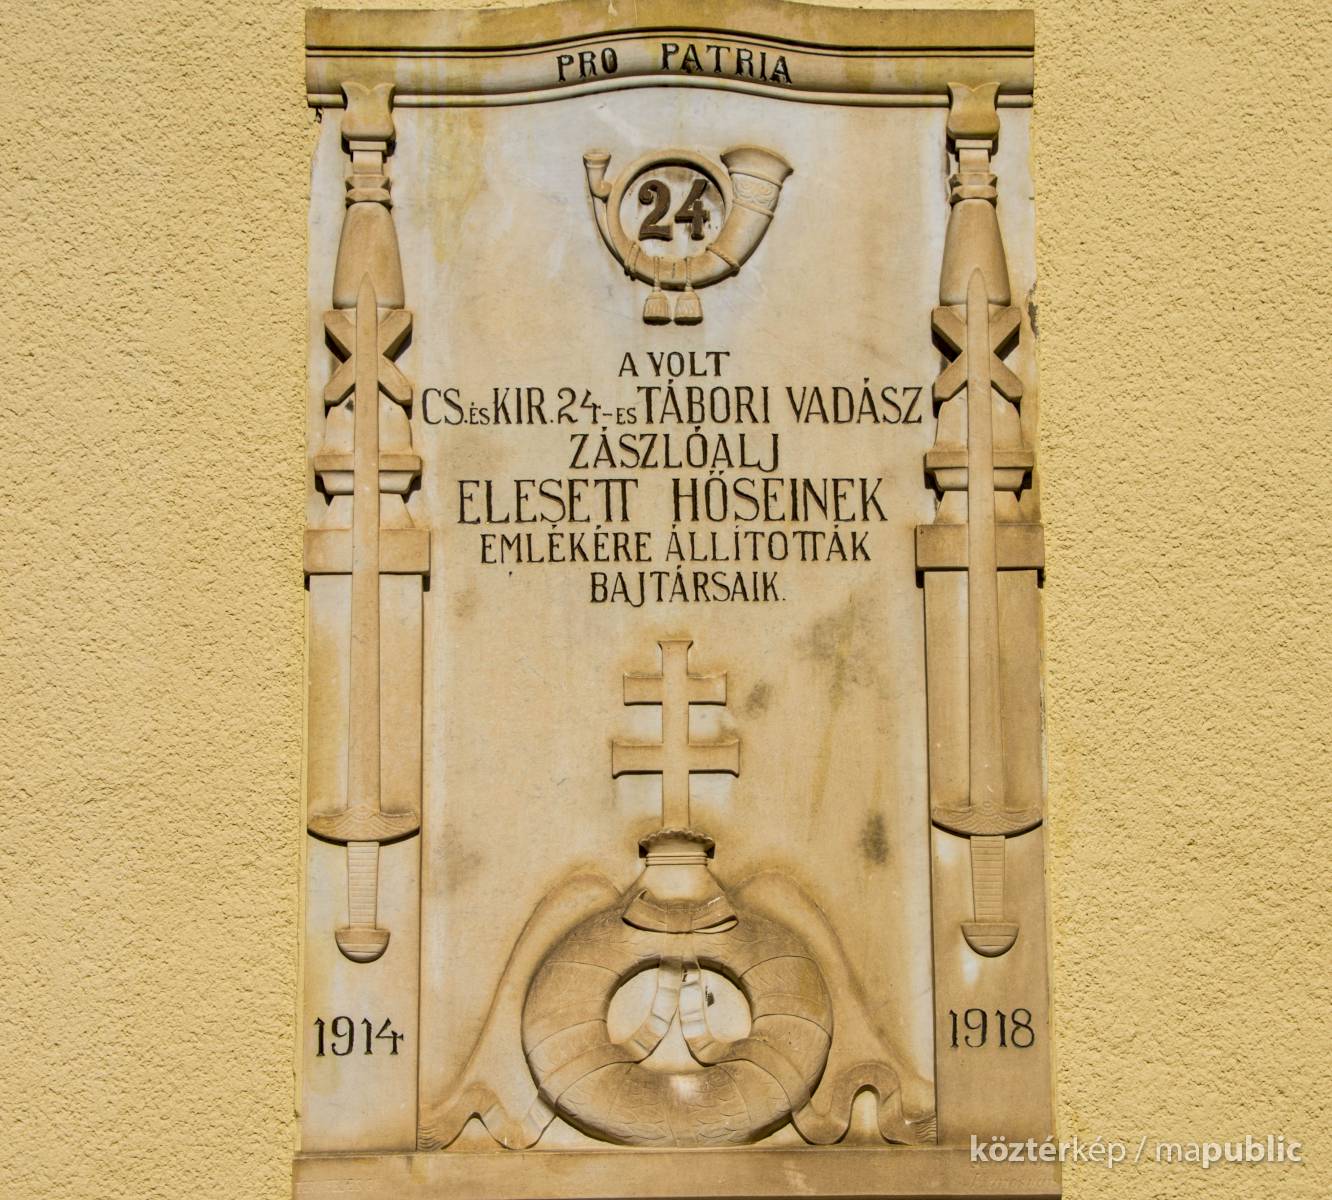 PRO PATRIA
24
A VOLT
CS. ÉS KIR. 24-ES TÁBORI VADÁSZ
ZÁSZLÓALJ
ELESETT HŐSEINEK
EMLÉKÉRE ÁLLÍTOTTÁK
BAJTÁRSAIK.
1914
1918
köztérkép / mapublic